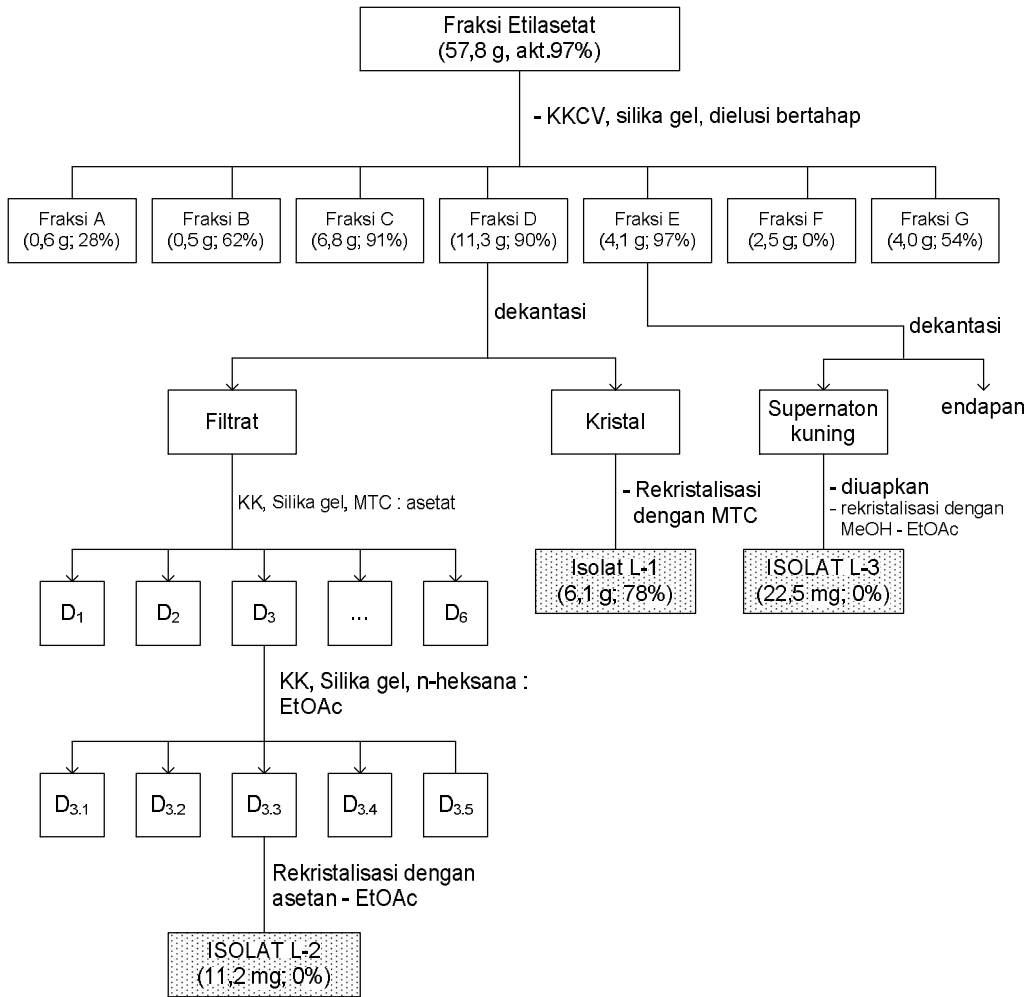 Fraksi Etilasetat
(57,8 g, akt.97%)
- KKCV, silika gel, dielusi bertahap
Fraksi A
(0,6 g; 28%)
Fraksi B
(0,5 g; 62%)
Fraksi C
(6,8 g; 91%)
Fraksi D
(11,3 g; 90%)
Fraksi E
(4,1 g; 97%)
Fraksi F
(2,5 g; 0%)
Fraksi G
(4,0 g; 54%)
dekantasi
dekantasi
Filtrat
Kristal
Supernaton
kuning
endapan
KK, Silika gel, MTC : asetat
- Rekristalisasi
dengan MTC
- diuapkan
- rekristalisasi dengan
MeOH - EtOAc
Isolat L-1
(6,1 g; 78%)
ISOLAT L-3
(22,5 mg; 0%)
D₁
D₂
D₃
...
D₆
KK, Silika gel, n-heksana :
EtOAc
D₃.₁
D₃.₂
D₃.₃
D₃.₄
D₃.₅
Rekristalisasi dengan
asetan - EtOAc
ISOLAT L-2
(11,2 mg; 0%)